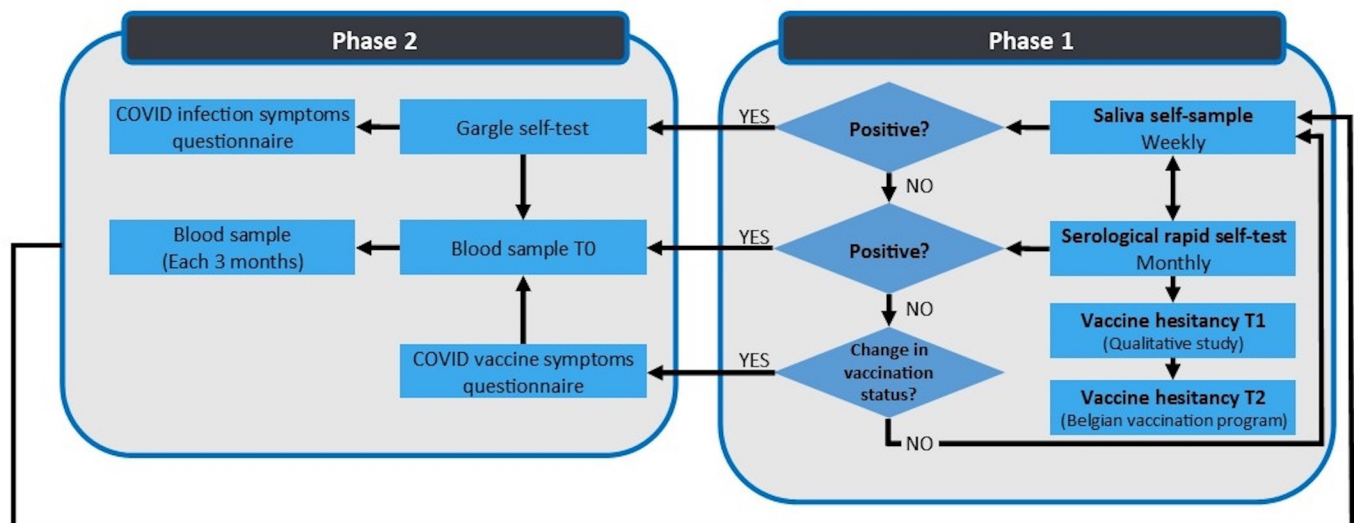 Phase 2
COVID infection symptoms
questionnaire
Gargle self-test
Blood sample
(Each 3 months)
Blood sample T0
COVID vaccine symptoms
questionnaire
Phase 1
YES
Positive?
Saliva self-sample
Weekly
NO
YES
Positive?
Serological rapid self-test
Monthly
NO
Vaccine hesitancy T1
(Qualitative study)
YES
Change in
vaccination
status?
Vaccine hesitancy T2
(Belgian vaccination program)
NO